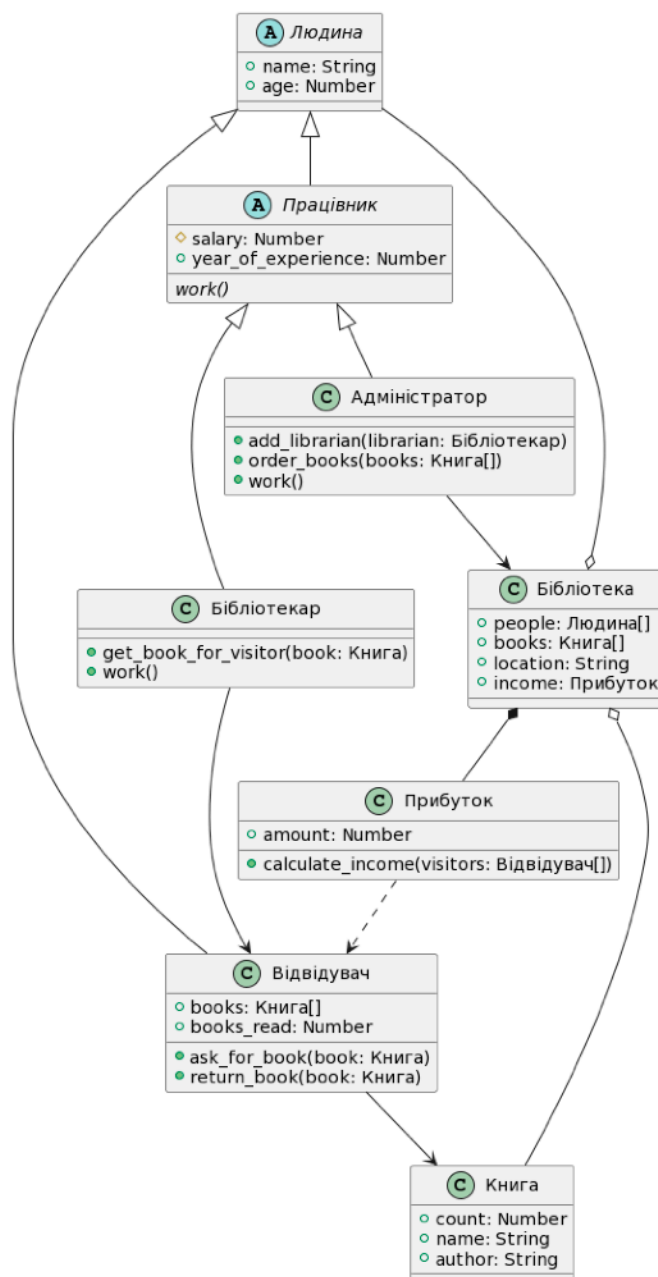 A Людина
name: String
age: Number
A Працівник
salary: Number
year_of_experience: Number
work()
C Адміністратор
add_librarian(librarian: Бібліотекар)
order_books(books: Книга[])
work()
C Бібліотекар
get_book_for_visitor(book: Книга)
work()
C Бібліотека
people: Людина[]
books: Книга[]
location: String
income: Прибуток
C Прибуток
amount: Number
calculate_income(visitors: Відвідувач[])
C Відвідувач
books: Книга[]
books_read: Number
ask_for_book(book: Книга)
return_book(book: Книга)
C Книга
count: Number
name: String
author: String